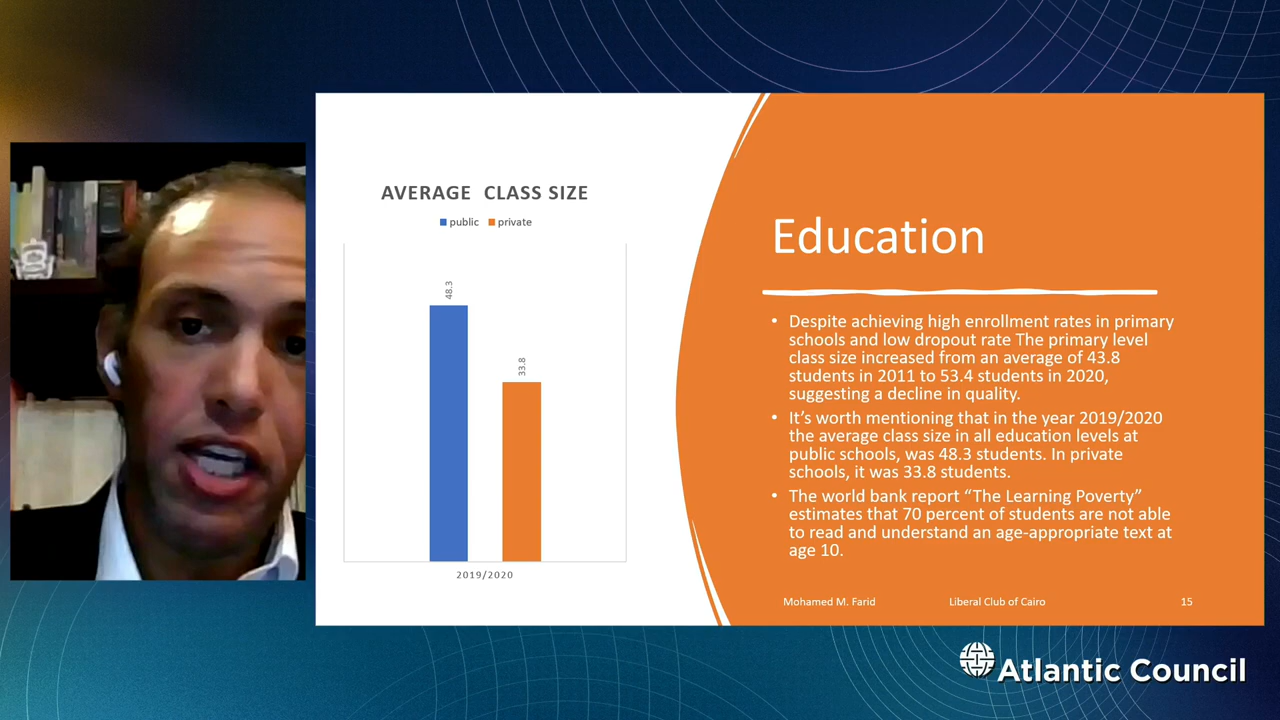 AVERAGE CLASS SIZE
public private
48.3
33.8
2019/2020
Education
• Despite achieving high enrollment rates in primary
schools and low dropout rate The primary level
class size increased from an average of 43.8
students in 2011 to 53.4 students in 2020,
suggesting a decline in quality.
• It’s worth mentioning that in the year 2019/2020
the average class size in all education levels at
public schools, was 48.3 students. In private
schools, it was 33.8 students.
• The world bank report “The Learning Poverty”
estimates that 70 percent of students are not able
to read and understand an age-appropriate text at
age 10.
Mohamed M. Farid Liberal Club of Cairo 15
Atlantic Council